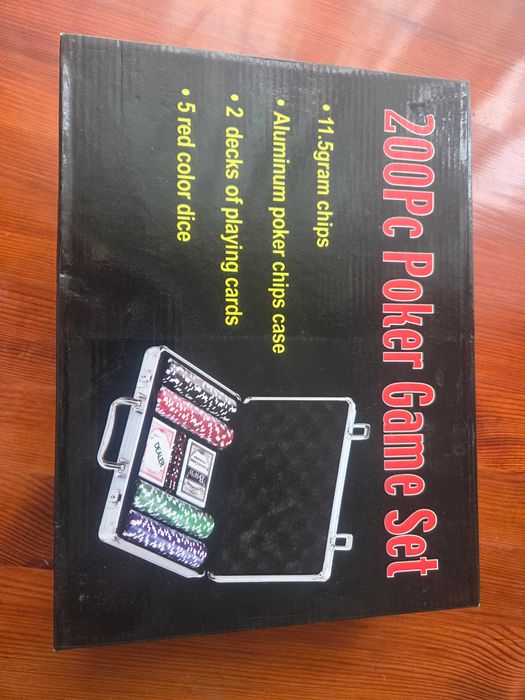 200Pc Poker Game Set
• 11.5gram chips
• Aluminum poker chips case
• 2 decks of playing cards
• 5 red color dice
DEALER